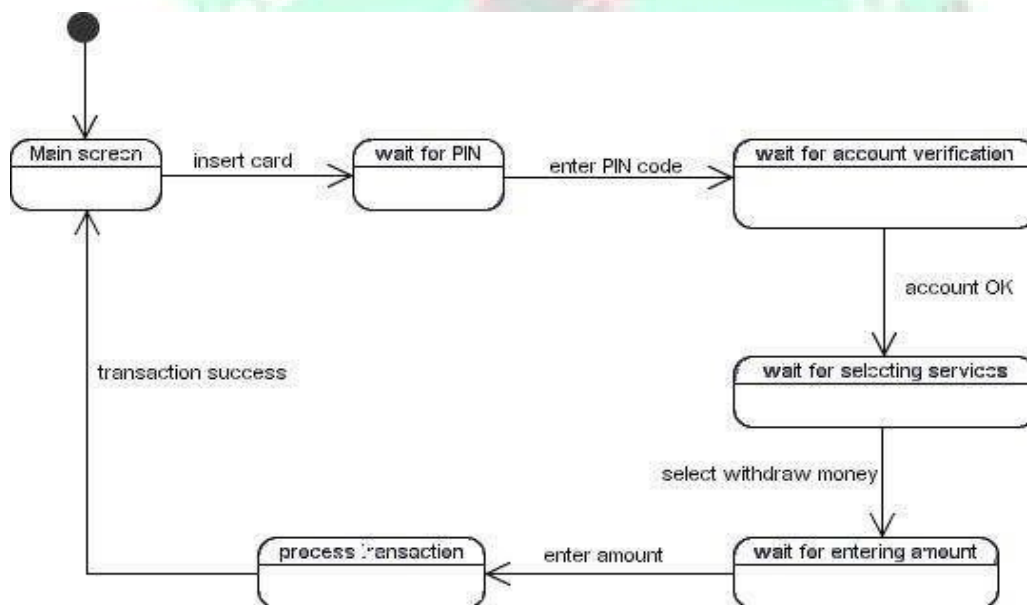 Main screen
insert card
wait for PIN
enter PIN code
wait for account verification
account OK
wait for selecting services
select withdraw money
wait for entering amount
enter amount
process transaction
transaction success